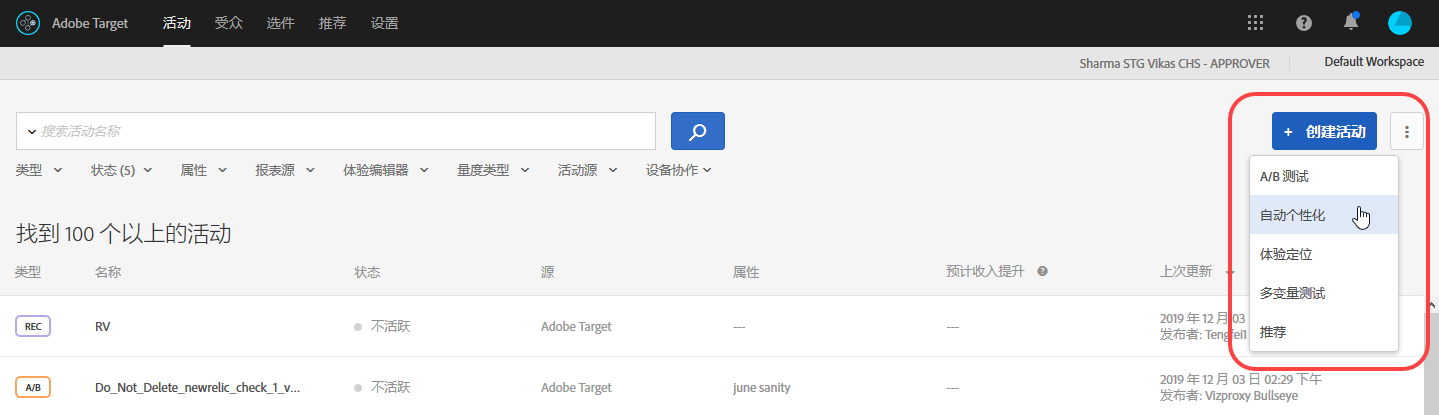 Adobe Target 活动 受众 选件 推荐 设置
Sharma STG Vikas CHS - APPROVER Default Workspace
搜索活动名称
+ 创建活动
类型 状态 (5) 属性 报表源 体验编辑器 量度类型 活动源 设备协作
A/B 测试
自动个性化
体验定位
多变量测试
推荐
找到 100 个以上的活动
类型 名称 状态 源 属性 预计收入提升 上次更新
REC RV 不活跃 Adobe Target --- --- 2019 年 12 月 03
发布者: Tengfei1
A/B Do_Not_Delete_newrelic_check_1_v... 不活跃 Adobe Target june sanity --- 2019 年 12 月 03 日 02:29 下午
发布者: Vizproxy Bullseye